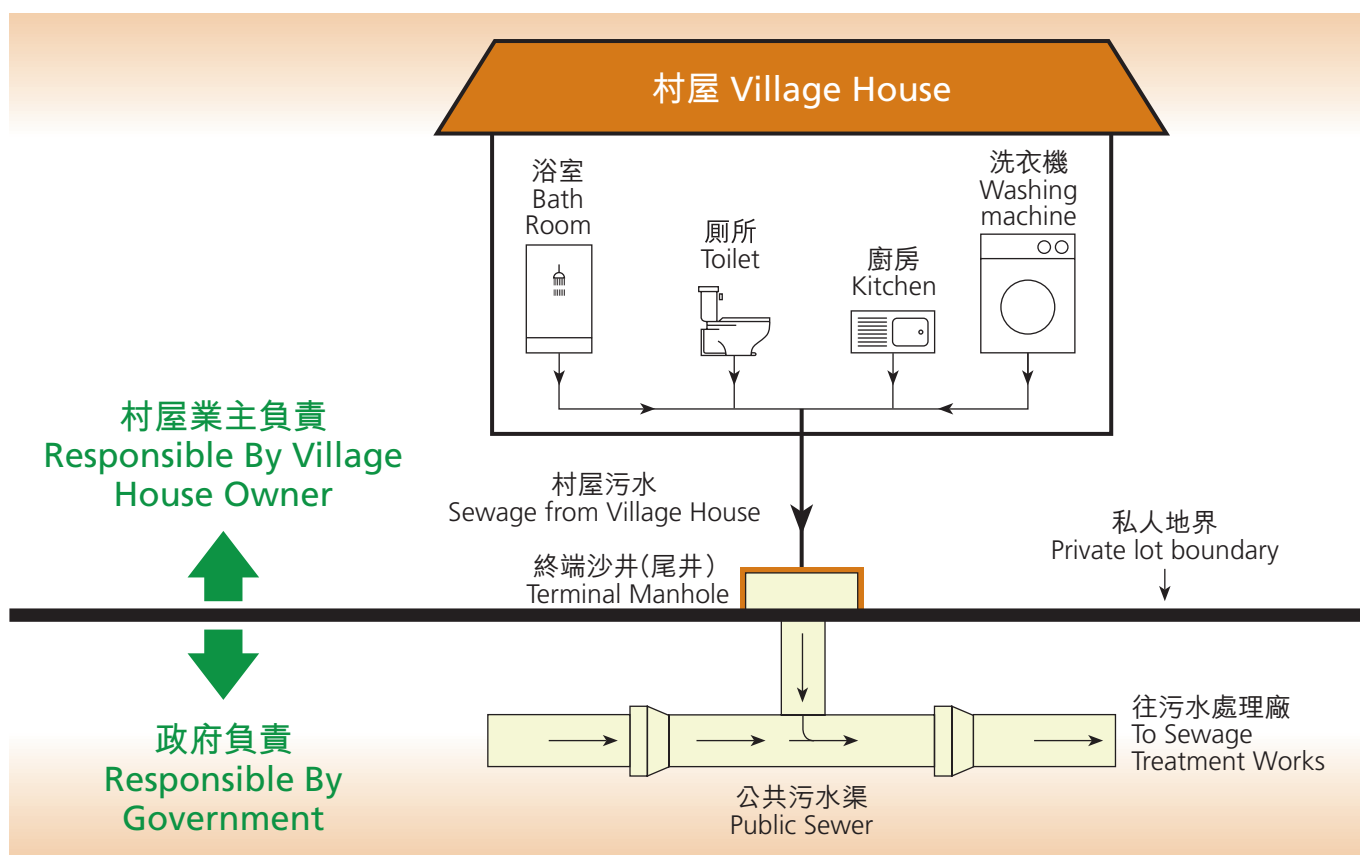 村屋 Village House
浴室
Bath
Room
厠所
Toilet
廚房
Kitchen
洗衣機
Washing
machine
村屋業主負責
Responsible By Village
House Owner
村屋污水
Sewage from Village House
終端沙井(尾井)
Terminal Manhole
私人地界
Private lot boundary
政府負責
Responsible By
Government
往污水處理廠
To Sewage
Treatment Works
公共污水渠
Public Sewer